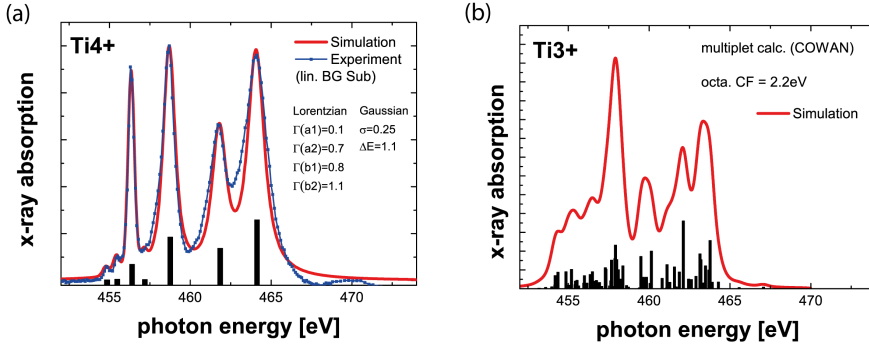 (a)
Ti4+
Simulation
Experiment
(lin. BG Sub)
Lorentzian Gaussian
Γ(a1)=0.1 σ=0.25
Γ(a2)=0.7 ΔE=1.1
Γ(b1)=0.8
Γ(b2)=1.1
x-ray absorption
455 460 465 470
photon energy [eV]
(b)
Ti3+
multiplet calc. (COWAN)
octa. CF = 2.2eV
Simulation
x-ray absorption
455 460 465 470
photon energy [eV]